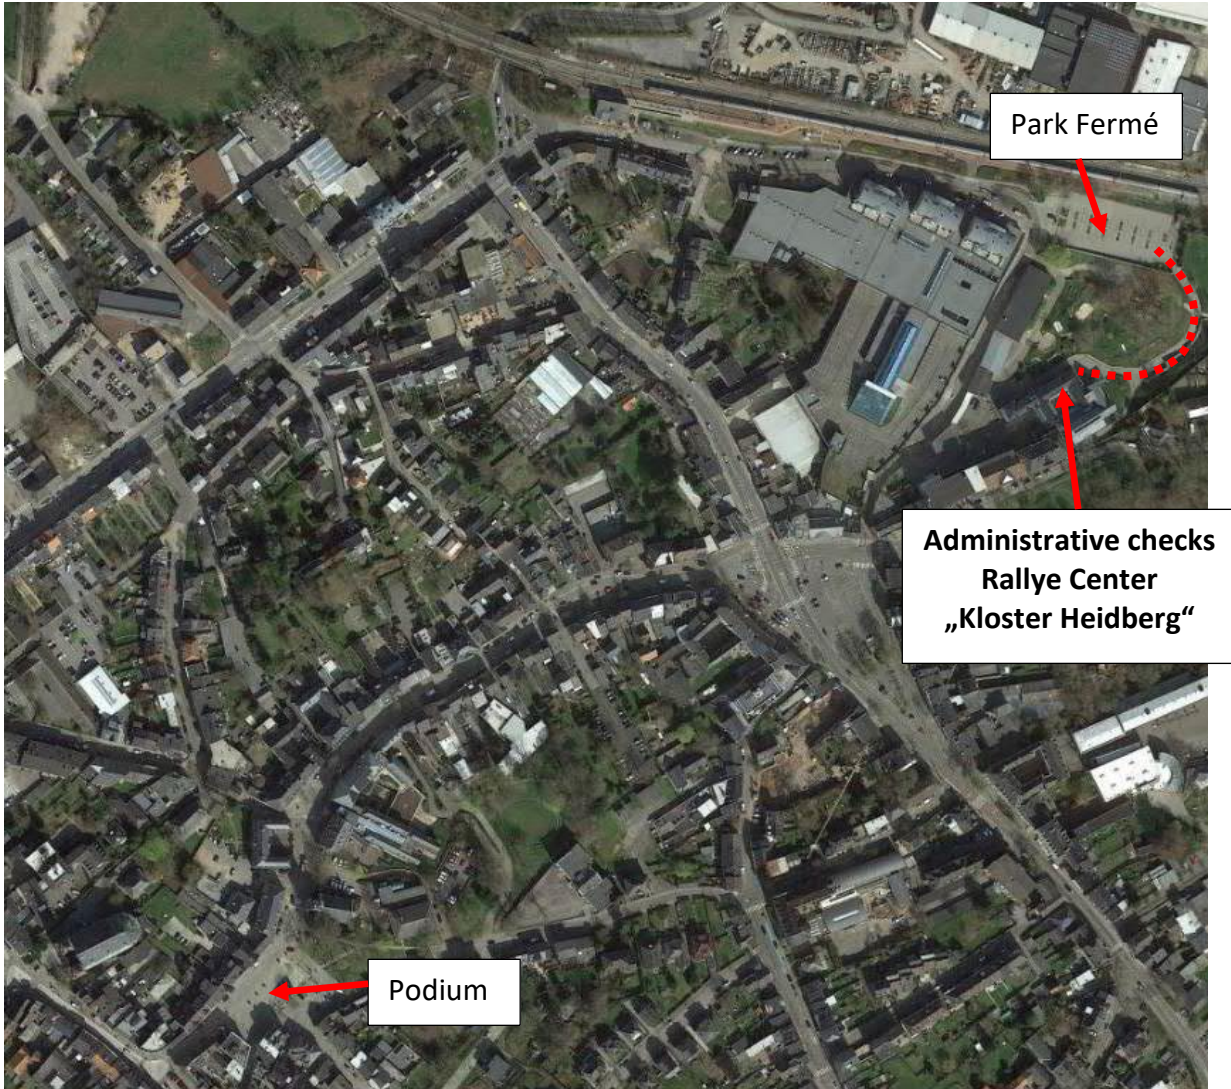 Park Fermé
Administrative checks
Rallye Center
„Kloster Heidberg“
Podium